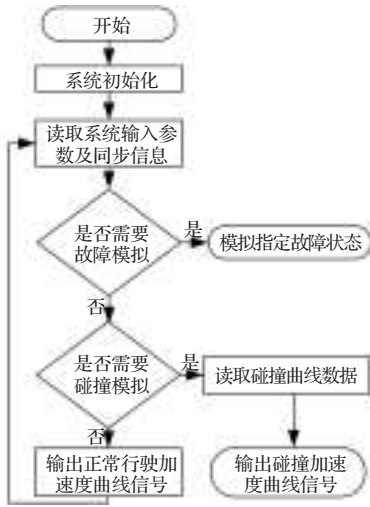 开始
系统初始化
读取系统输入参
数及同步信息
是否需要
故障模拟
是
模拟指定故障状态
否
是否需要
碰撞模拟
是
读取碰撞曲线数据
否
输出正常行驶加
速度曲线信号
输出碰撞加速
度曲线信号